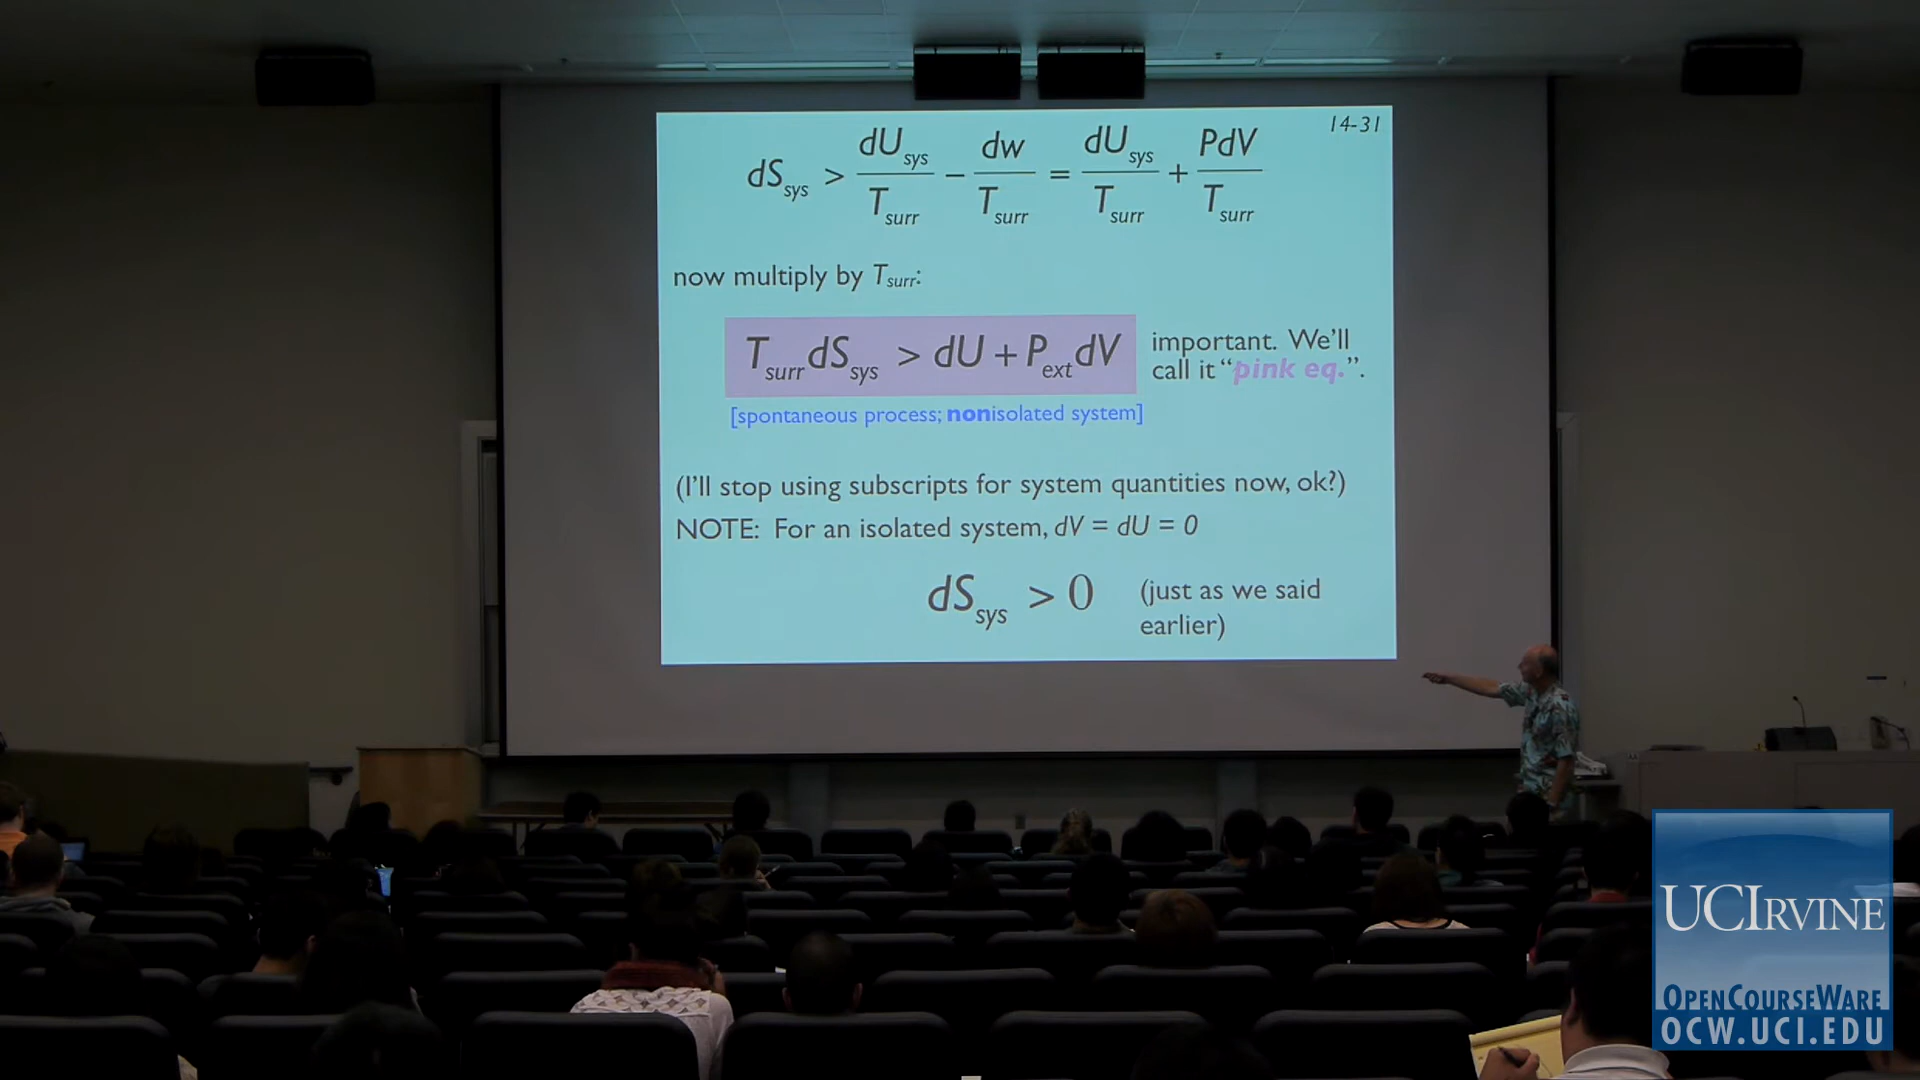 14-31
dS_sys > dU_sys/T_surr − dw/T_surr = dU_sys/T_surr + PdV/T_surr
now multiply by T_surr:
T_surr dS_sys > dU + P_ext dV
important. We'll
call it "pink eq.".
[spontaneous process; nonisolated system]
(I'll stop using subscripts for system quantities now, ok?)
NOTE: For an isolated system, dV = dU = 0
dS_sys > 0
(just as we said
earlier)
UCIRVINE
OPENCOURSEWARE
OCW.UCI.EDU